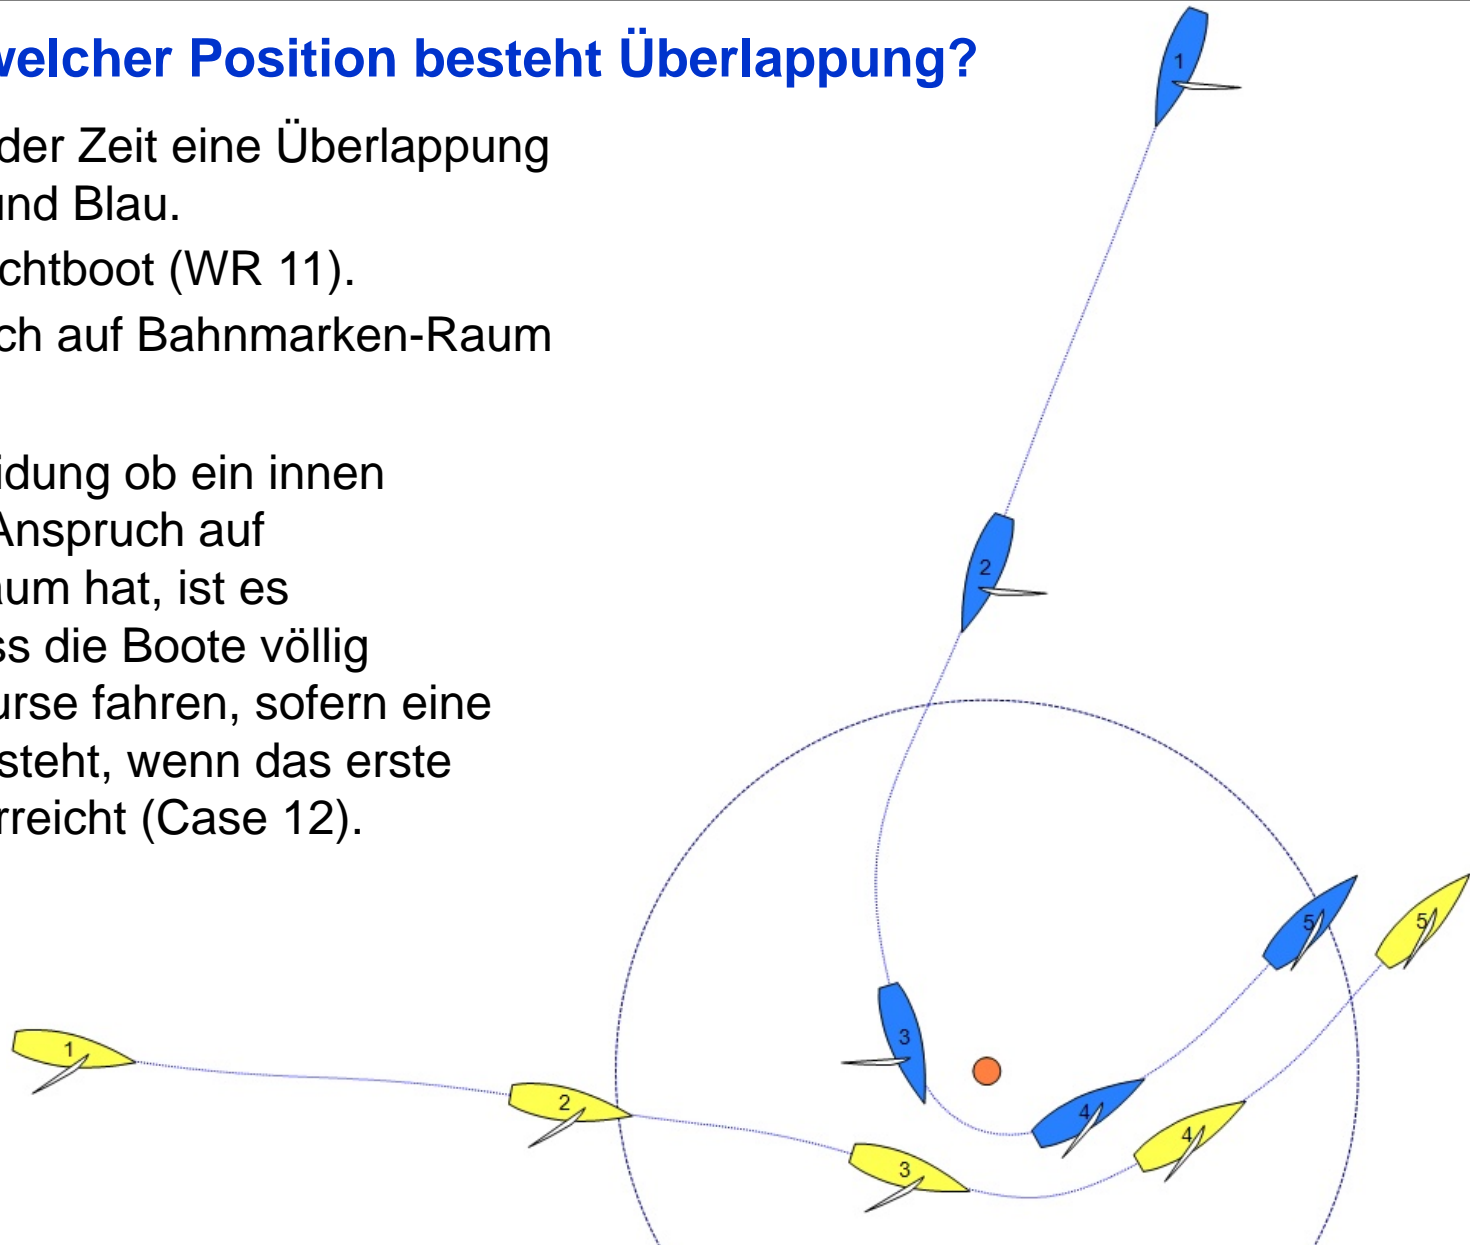 welcher Position besteht Überlappung?
der Zeit eine Überlappung
und Blau.
chtboot (WR 11).
ch auf Bahnmarken-Raum
idung ob ein innen
Anspruch auf
aum hat, ist es
ss die Boote völlig
urse fahren, sofern eine
steht, wenn das erste
rreicht (Case 12).
1
2
3
4
5
1
2
3
4
5